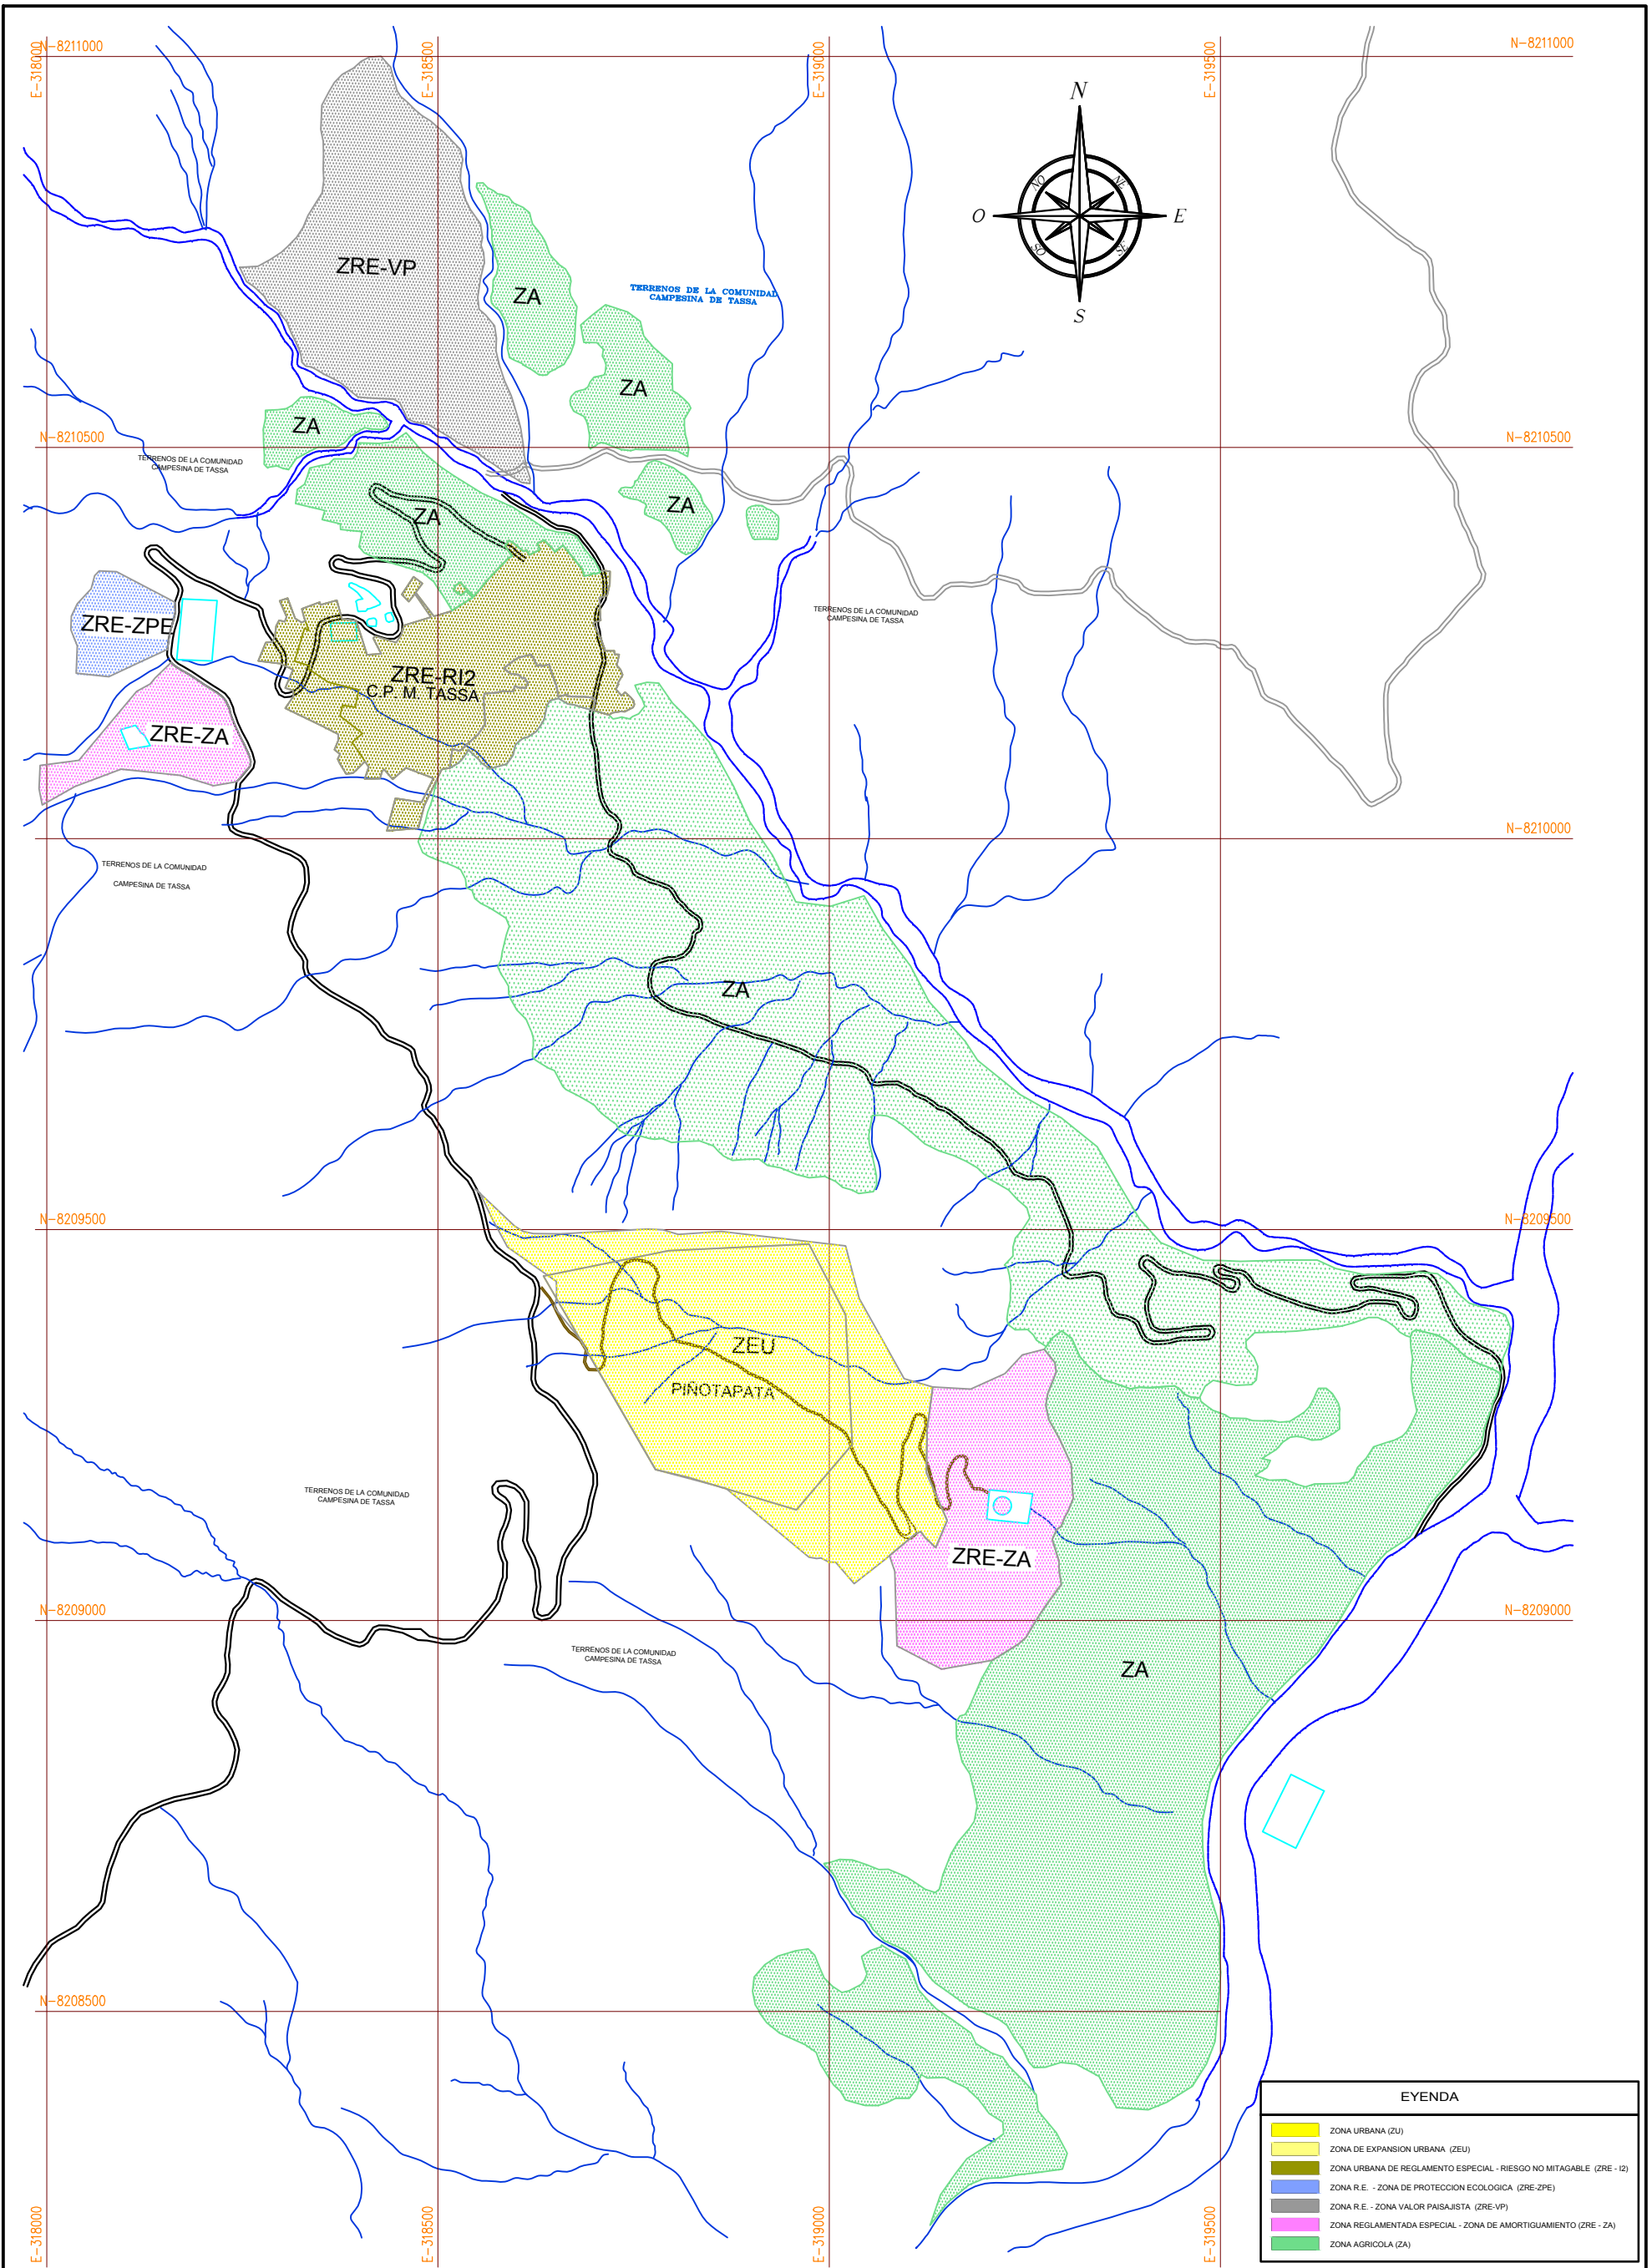 E-318000
N-8211000
E-318500
E-319000
E-319500
N-8211000
N
NO
NE
O
E
SO
SE
S
ZRE-VP
ZA
TERRENOS DE LA COMUNIDAD
CAMPESINA DE TASSA
ZA
ZA
N-8210500
N-8210500
TERRENOS DE LA COMUNIDAD
CAMPESINA DE TASSA
ZA
ZA
ZRE-ZPE
TERRENOS DE LA COMUNIDAD
CAMPESINA DE TASSA
ZRE-RI2
C.P. M. TASSA
ZRE-ZA
N-8210000
TERRENOS DE LA COMUNIDAD
CAMPESINA DE TASSA
ZA
N-8209500
N-8209500
ZEU
PIÑOTAPATA
TERRENOS DE LA COMUNIDAD
CAMPESINA DE TASSA
ZRE-ZA
N-8209000
N-8209000
TERRENOS DE LA COMUNIDAD
CAMPESINA DE TASSA
ZA
N-8208500
EYENDA
ZONA URBANA (ZU)
ZONA DE EXPANSION URBANA (ZEU)
ZONA URBANA DE REGLAMENTO ESPECIAL - RIESGO NO MITAGABLE (ZRE - I2)
ZONA R.E. - ZONA DE PROTECCION ECOLOGICA (ZRE-ZPE)
ZONA R.E. - ZONA VALOR PAISAJISTA (ZRE-VP)
ZONA REGLAMENTADA ESPECIAL - ZONA DE AMORTIGUAMIENTO (ZRE - ZA)
ZONA AGRICOLA (ZA)
E-318000
E-318500
E-319000
E-319500